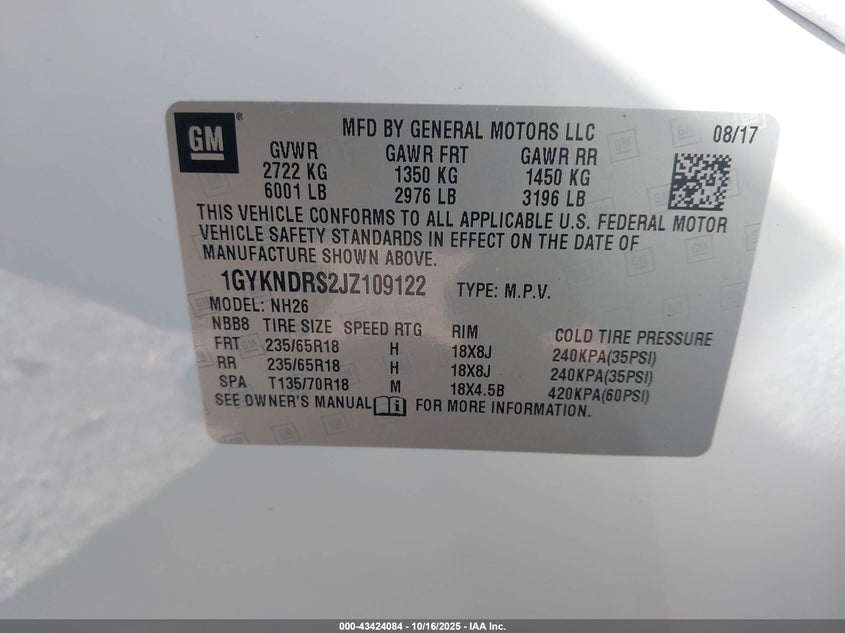 GM ® MFD BY GENERAL MOTORS LLC 08/17
GVWR GAWR FRT GAWR RR
2722 KG 1350 KG 1450 KG
6001 LB 2976 LB 3196 LB
THIS VEHICLE CONFORMS TO ALL APPLICABLE U.S. FEDERAL MOTOR
VEHICLE SAFETY STANDARDS IN EFFECT ON THE DATE OF
MANUFACTURE SHOWN ABOVE.
1GYKNDRS2JZ109122 TYPE: M.P.V.
MODEL: NH26
NBB8 TIRE SIZE SPEED RTG RIM COLD TIRE PRESSURE
FRT 235/65R18 H 18X8J 240KPA(35PSI)
RR 235/65R18 H 18X8J 240KPA(35PSI)
SPA T135/70R18 M 18X4.5B 420KPA(60PSI)
SEE OWNER'S MANUAL i FOR MORE INFORMATION.
000-43424084 - 10/16/2025 - IAA Inc.